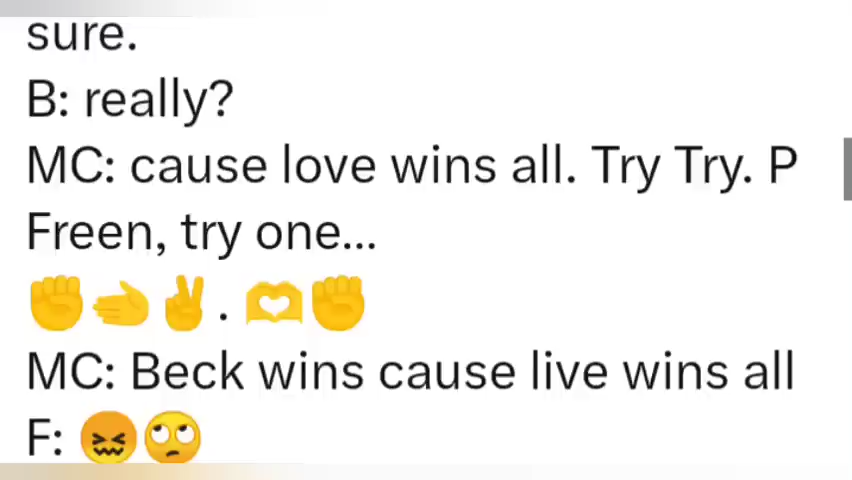 sure.
B: really?
MC: cause love wins all. Try Try. P
Freen, try one...
✊🫲✌️. 🫶✊
MC: Beck wins cause live wins all
F: 😖🙄